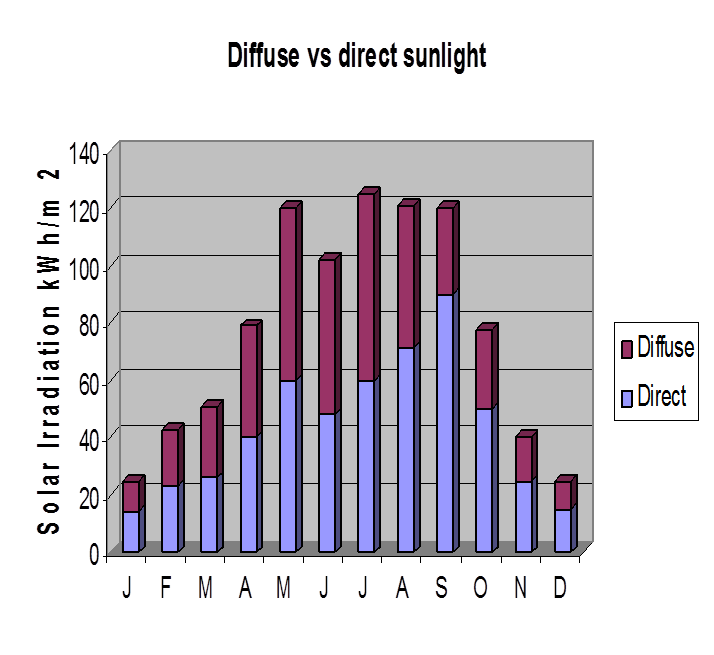 Diffuse vs direct sunlight
Solar Irradiation kWh/m 2
140
120
100
80
60
40
20
0
J F M A M J J A S O N D
Diffuse
Direct